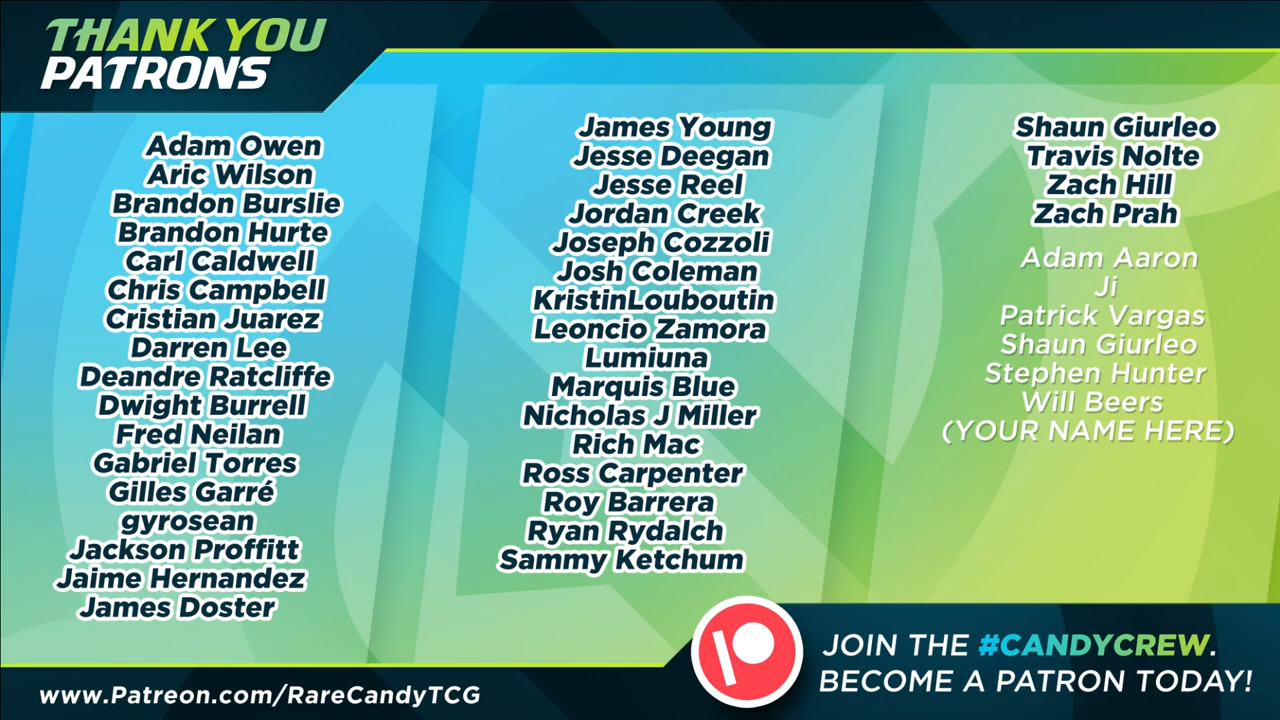 THANK YOU
PATRONS
Adam Owen
Aric Wilson
Brandon Burslie
Brandon Hurte
Carl Caldwell
Chris Campbell
Cristian Juarez
Darren Lee
Deandre Ratcliffe
Dwight Burrell
Fred Neilan
Gabriel Torres
Gilles Garré
gyrosean
Jackson Proffitt
Jaime Hernandez
James Doster
James Young
Jesse Deegan
Jesse Reel
Jordan Creek
Joseph Cozzoli
Josh Coleman
KristinLouboutin
Leoncio Zamora
Lumiuna
Marquis Blue
Nicholas J Miller
Rich Mac
Ross Carpenter
Roy Barrera
Ryan Rydalch
Sammy Ketchum
Shaun Giurleo
Travis Nolte
Zach Hill
Zach Prah
Adam Aaron
Ji
Patrick Vargas
Shaun Giurleo
Stephen Hunter
Will Beers
(YOUR NAME HERE)
www.Patreon.com/RareCandyTCG
JOIN THE #CANDYCREW.
BECOME A PATRON TODAY!